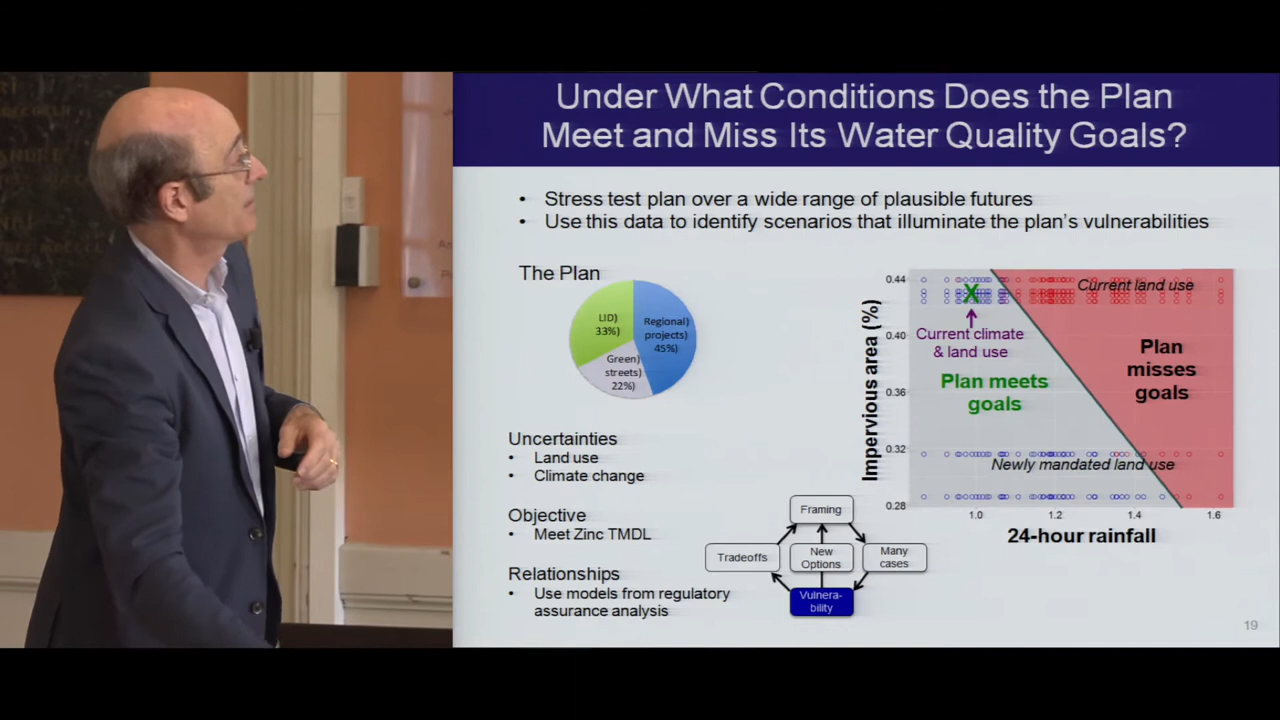 Under What Conditions Does the Plan
Meet and Miss Its Water Quality Goals?
• Stress test plan over a wide range of plausible futures
• Use this data to identify scenarios that illuminate the plan's vulnerabilities
The Plan
LID)
33%)
Regional)
projects)
45%)
Green)
streets)
22%)
Uncertainties
• Land use
• Climate change
Objective
• Meet Zinc TMDL
Relationships
• Use models from regulatory
assurance analysis
Framing
Tradeoffs
New
Options
Many
cases
Vulnera-
bility
Impervious area (%)
0.44
0.40
0.36
0.32
0.28
Current land use
X
Current climate
& land use
Plan meets
goals
Plan
misses
goals
Newly mandated land use
1.0
1.2
1.4
1.6
24-hour rainfall
19